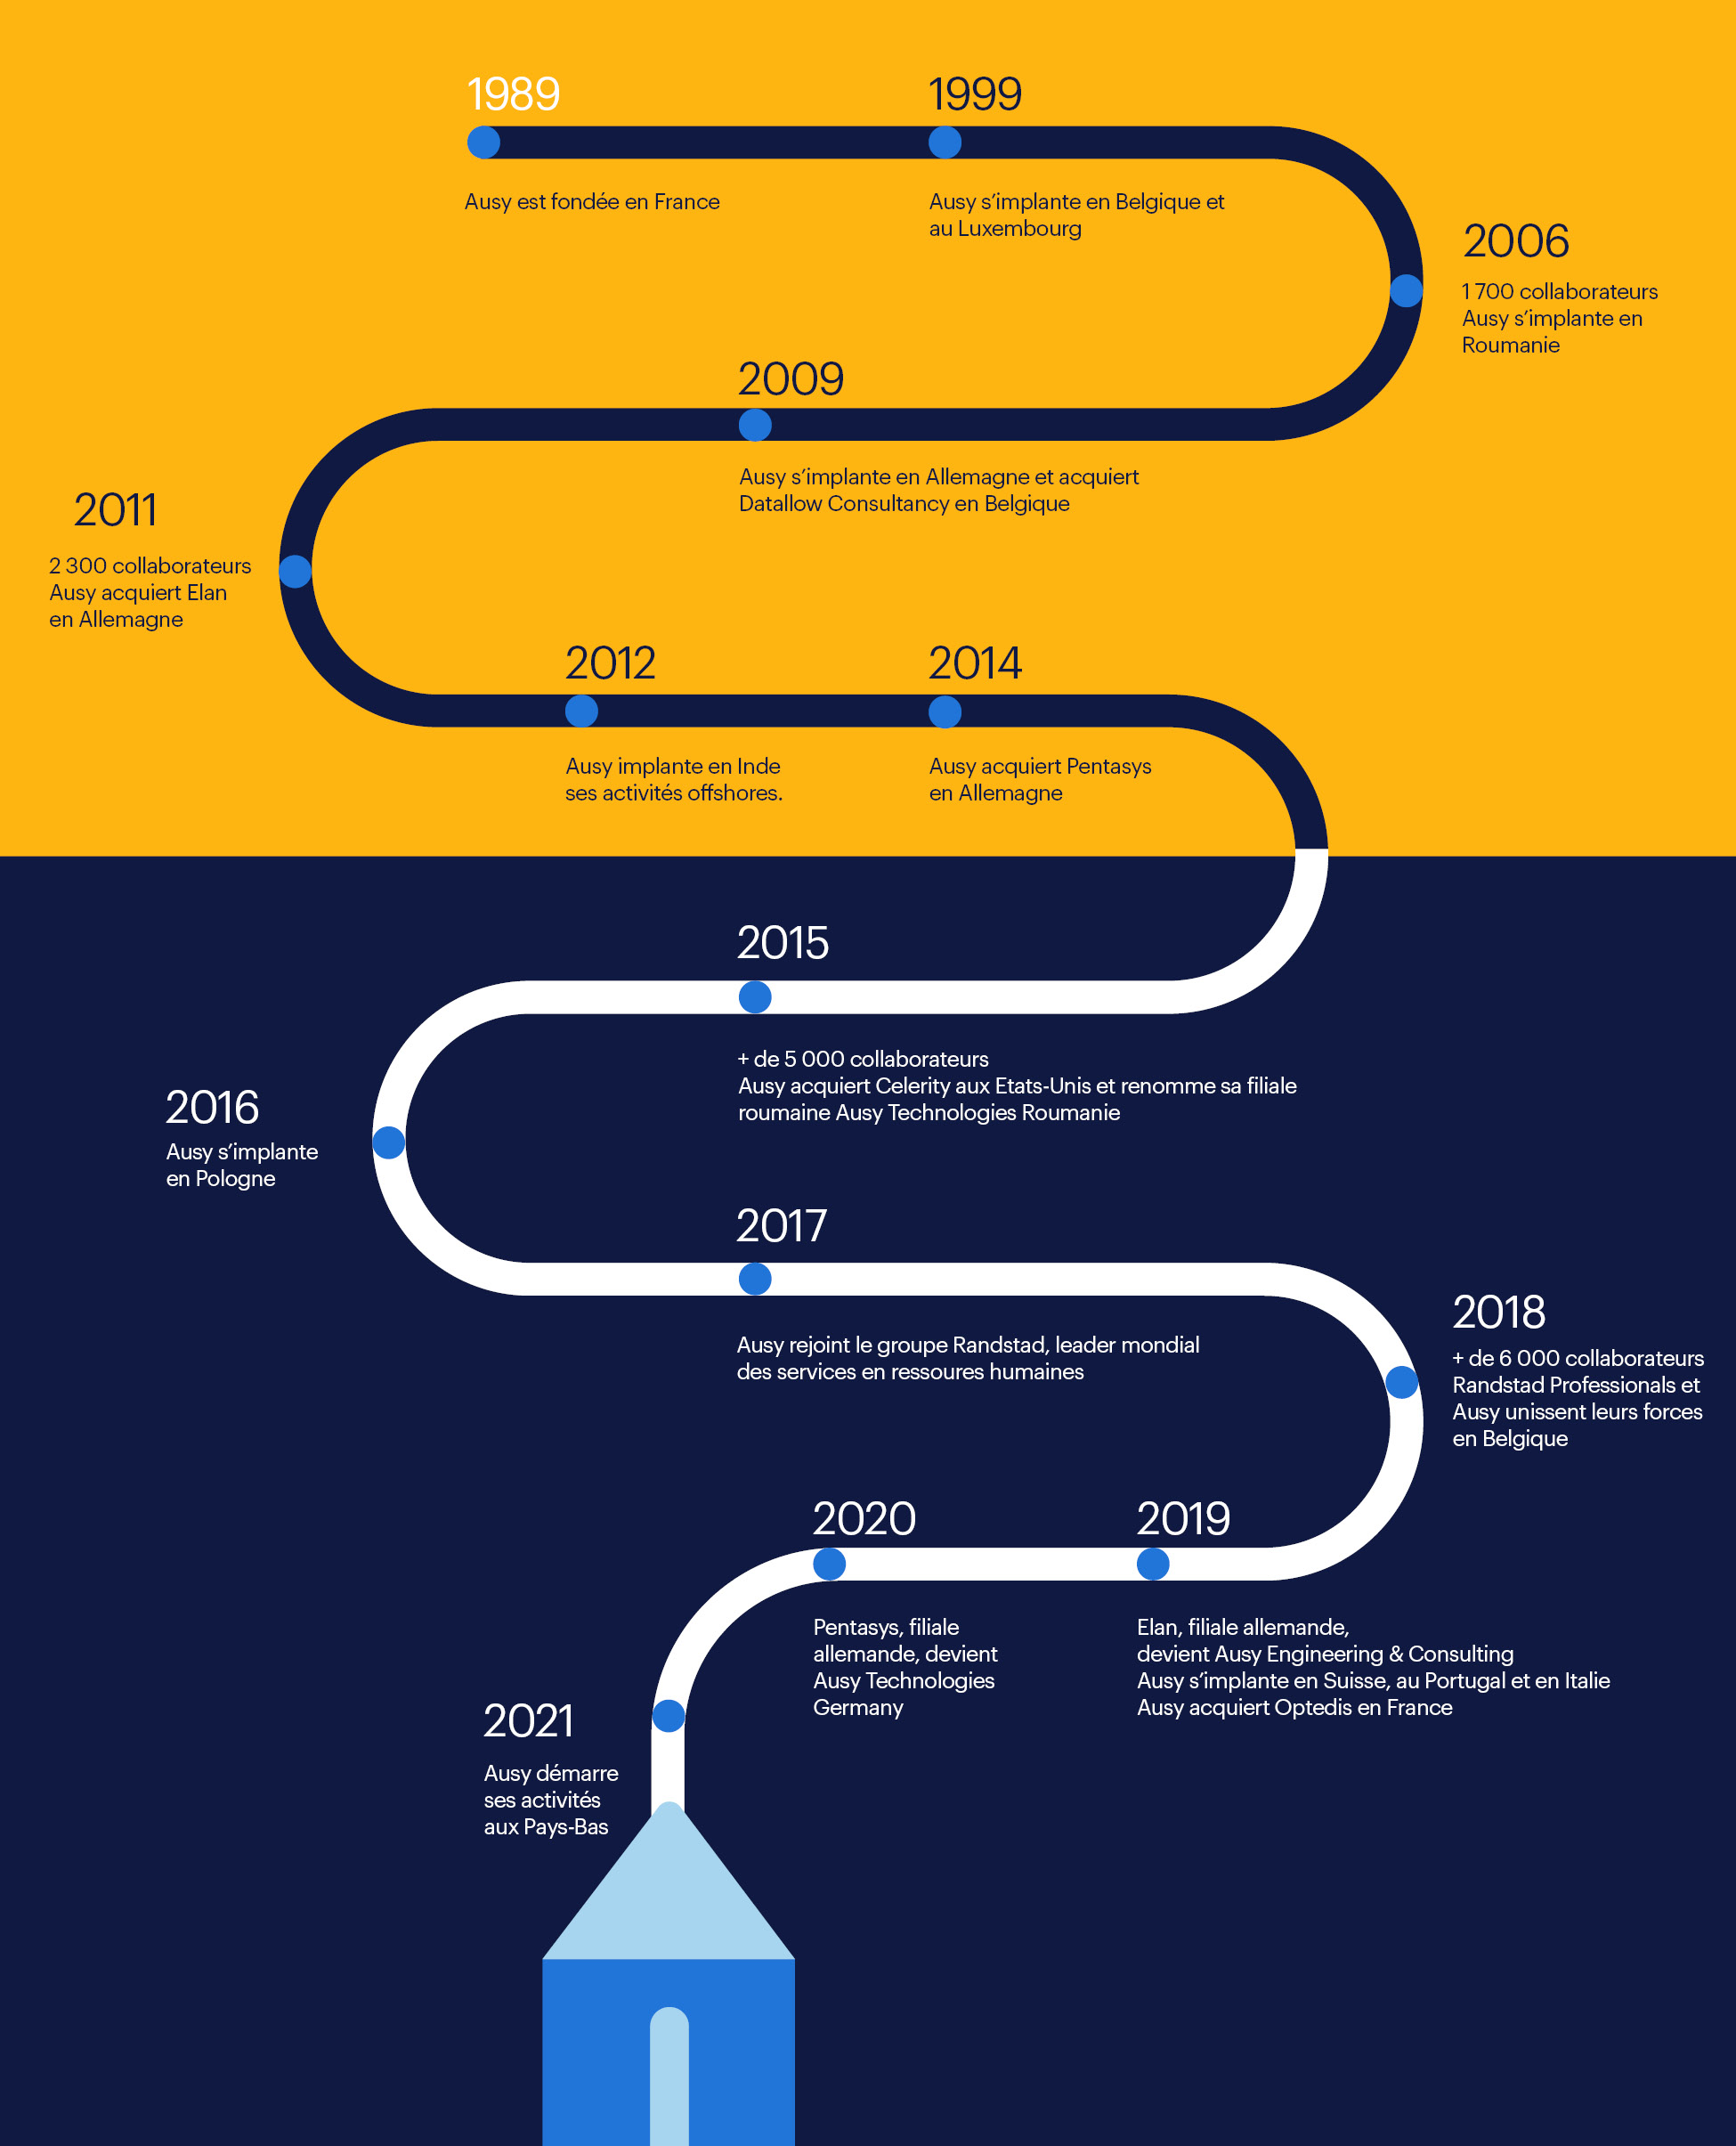 1989
Ausy est fondée en France
1999
Ausy s’implante en Belgique et
au Luxembourg
2006
1 700 collaborateurs
Ausy s’implante en
Roumanie
2009
Ausy s’implante en Allemagne et acquiert
Datallow Consultancy en Belgique
2011
2 300 collaborateurs
Ausy acquiert Elan
en Allemagne
2012
Ausy implante en Inde
ses activités offshores.
2014
Ausy acquiert Pentasys
en Allemagne
2015
+ de 5 000 collaborateurs
Ausy acquiert Celerity aux Etats-Unis et renomme sa filiale
roumaine Ausy Technologies Roumanie
2016
Ausy s’implante
en Pologne
2017
Ausy rejoint le groupe Randstad, leader mondial
des services en ressoures humaines
2018
+ de 6 000 collaborateurs
Randstad Professionals et
Ausy unissent leurs forces
en Belgique
2019
Elan, filiale allemande,
devient Ausy Engineering & Consulting
Ausy s’implante en Suisse, au Portugal et en Italie
Ausy acquiert Optedis en France
2020
Pentasys, filiale
allemande, devient
Ausy Technologies
Germany
2021
Ausy démarre
ses activités
aux Pays-Bas